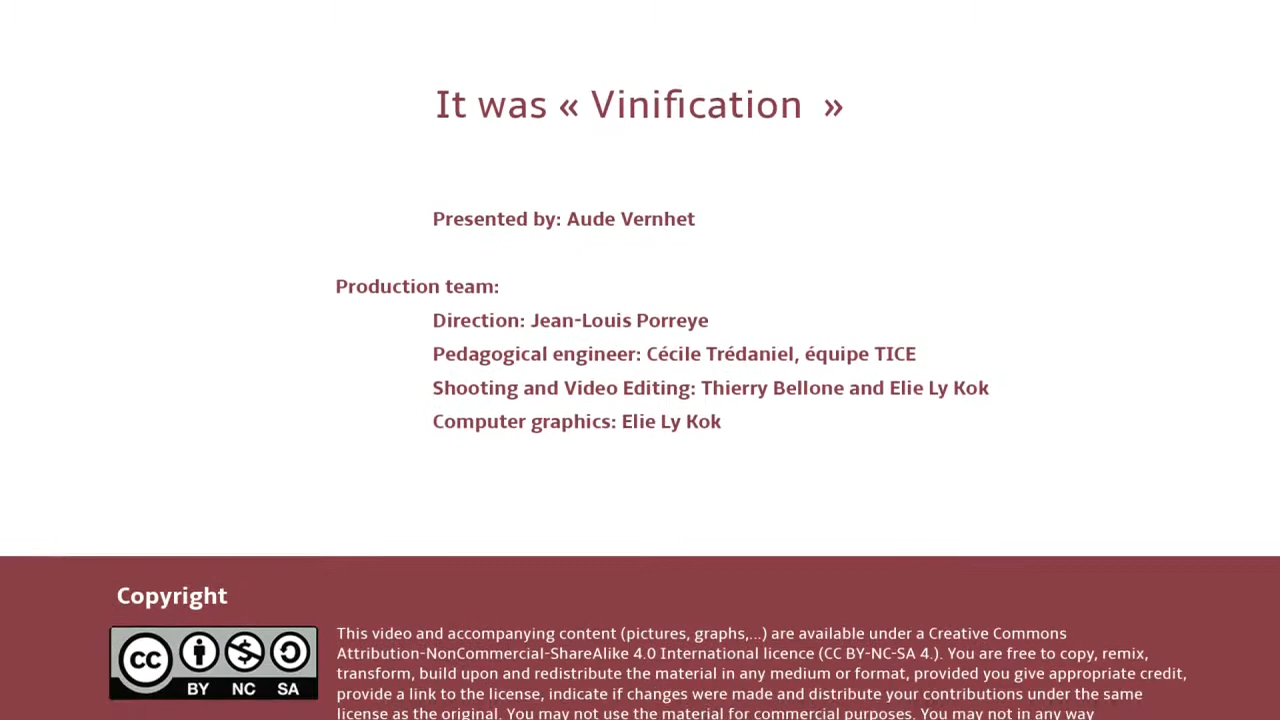 It was « Vinification »
Presented by: Aude Vernhet
Production team:
Direction: Jean-Louis Porreye
Pedagogical engineer: Cécile Trédaniel, équipe TICE
Shooting and Video Editing: Thierry Bellone and Elie Ly Kok
Computer graphics: Elie Ly Kok
Copyright
CC BY NC SA
This video and accompanying content (pictures, graphs,...) are available under a Creative Commons
Attribution-NonCommercial-ShareAlike 4.0 International licence (CC BY-NC-SA 4.). You are free to copy, remix,
transform, build upon and redistribute the material in any medium or format, provided you give appropriate credit,
provide a link to the license, indicate if changes were made and distribute your contributions under the same
license as the original. You may not use the material for commercial purposes. You may not in any way